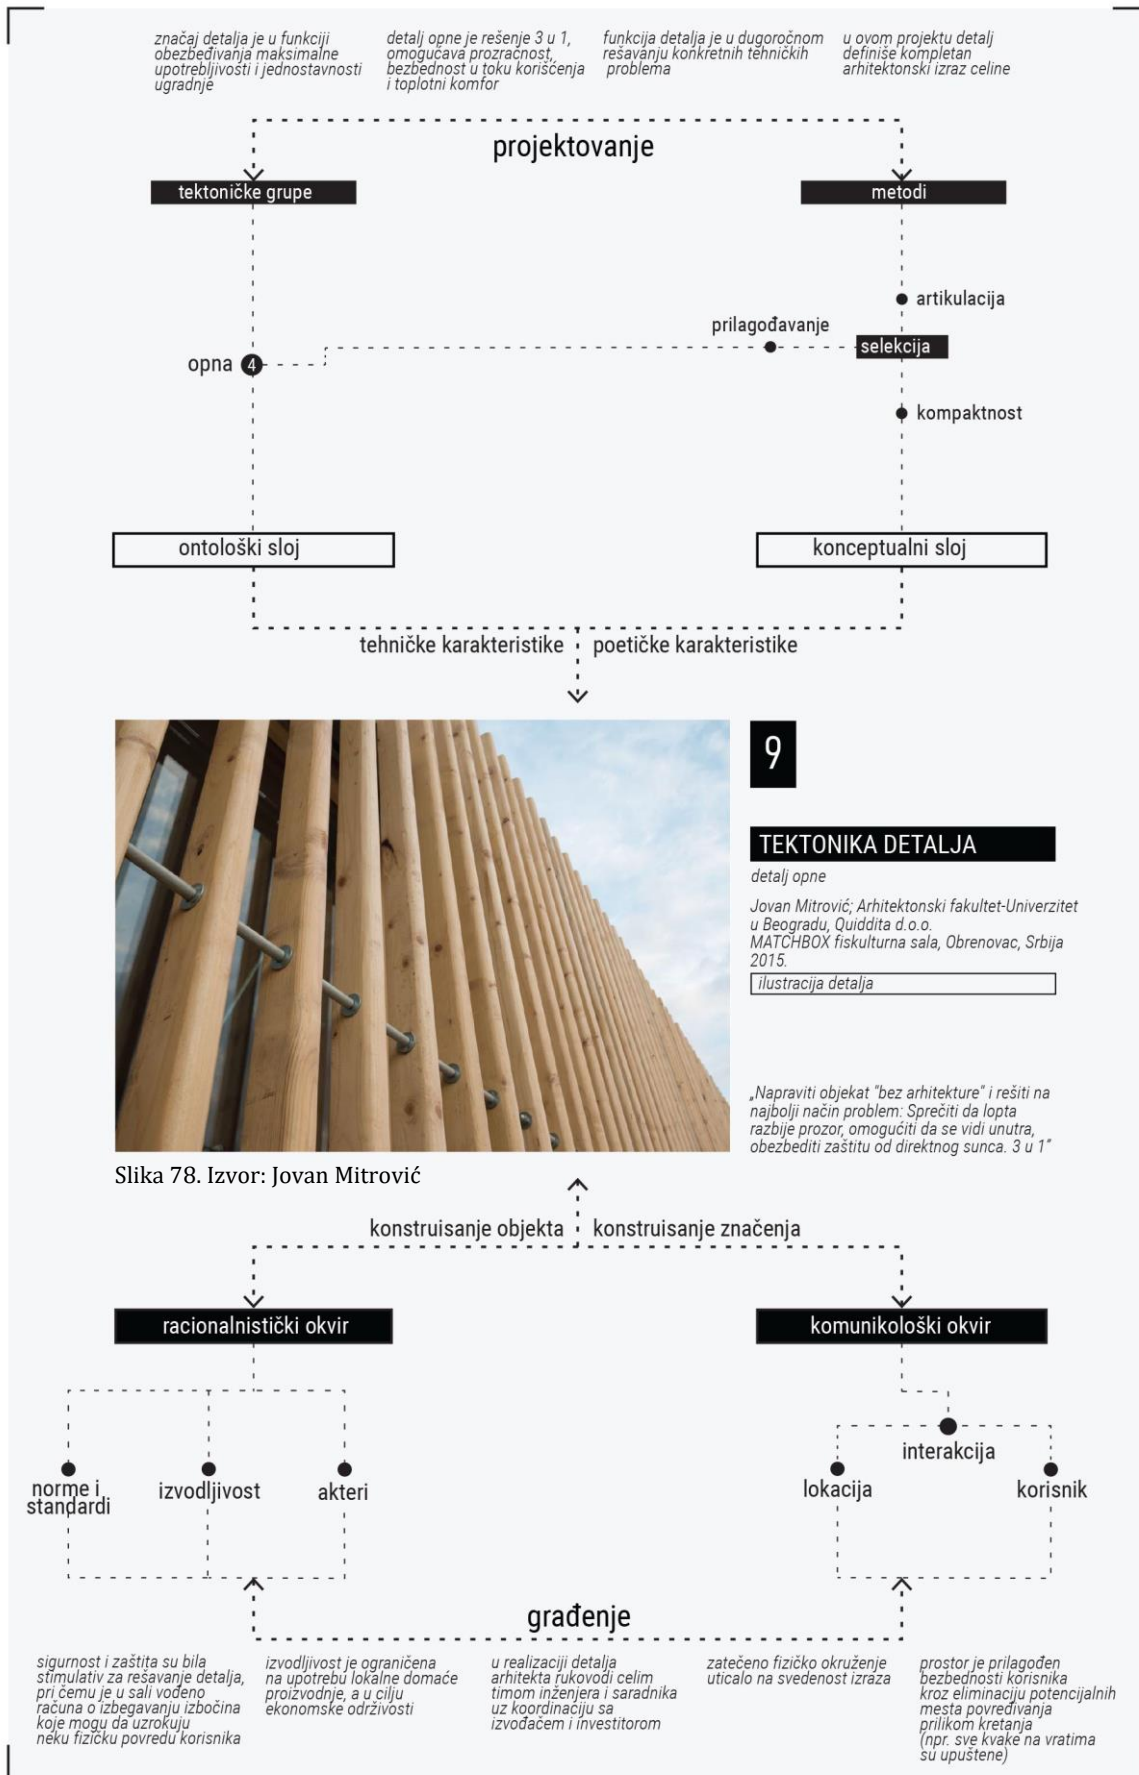 značaj detalja je u funkciji
obezbeđivanja maksimalne
upotrebljivosti i jednostavnosti
ugradnje
detalj opne je rešenje 3 u 1,
omogućava prozračnost,
bezbednost u toku korišćenja
i toplotni komfor
funkcija detalja je u dugoročnom
rešavanju konkretnih tehničkih
problema
u ovom projektu detalj
definiše kompletan
arhitektonski izraz celine
projektovanje
tektoničke grupe
metodi
artikulacija
prilagođavanje
selekcija
opna 4
kompaktnost
ontološki sloj
konceptualni sloj
tehničke karakteristike
poetičke karakteristike
9
TEKTONIKA DETALJA
detalj opne
Jovan Mitrović; Arhitektonski fakultet-Univerzitet
u Beogradu, Quiddita d.o.o.
MATCHBOX fiskulturna sala, Obrenovac, Srbija
2015.
ilustracija detalja
„Napraviti objekat "bez arhitekture" i rešiti na
najbolji način problem: Sprečiti da lopta
razbije prozor, omogućiti da se vidi unutra,
obezbediti zaštitu od direktnog sunca. 3 u 1"
Slika 78. Izvor: Jovan Mitrović
konstruisanje objekta
konstruisanje značenja
racionalnistički okvir
komunikološki okvir
interakcija
norme i
standardi
izvodljivost
akteri
lokacija
korisnik
građenje
sigurnost i zaštita su bila
stimulativ za rešavanje detalja,
pri čemu je u sali vođeno
računa o izbegavanju izbočina
koje mogu da uzrokuju
neku fizičku povredu korisnika
izvodljivost je ograničena
na upotrebu lokalne domaće
proizvodnje, a u cilju
ekonomske održivosti
u realizaciji detalja
arhitekta rukovodi celim
timom inženjera i saradnika
uz koordinaciju sa
izvođačem i investitorom
zatečeno fizičko okruženje
uticalo na svedenost izraza
prostor je prilagođen
bezbednosti korisnika
kroz eliminaciju potencijalnih
mesta povređivanja
prilikom kretanja
(npr. sve kvake na vratima
su upuštene)